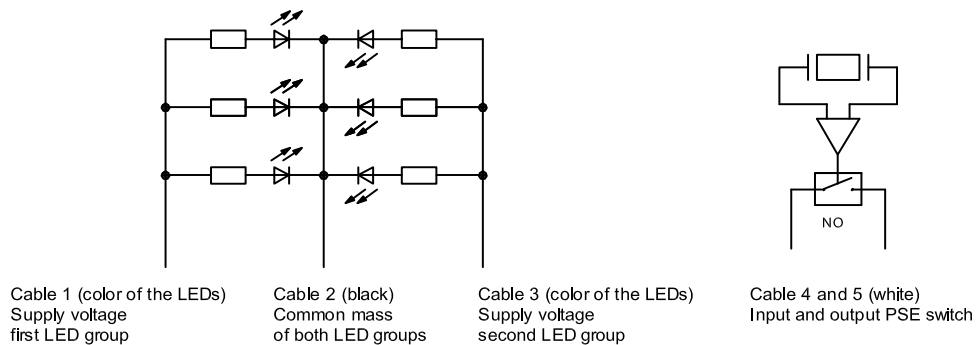 NO
Cable 1 (color of the LEDs)
Supply voltage
first LED group
Cable 2 (black)
Common mass
of both LED groups
Cable 3 (color of the LEDs)
Supply voltage
second LED group
Cable 4 and 5 (white)
Input and output PSE switch